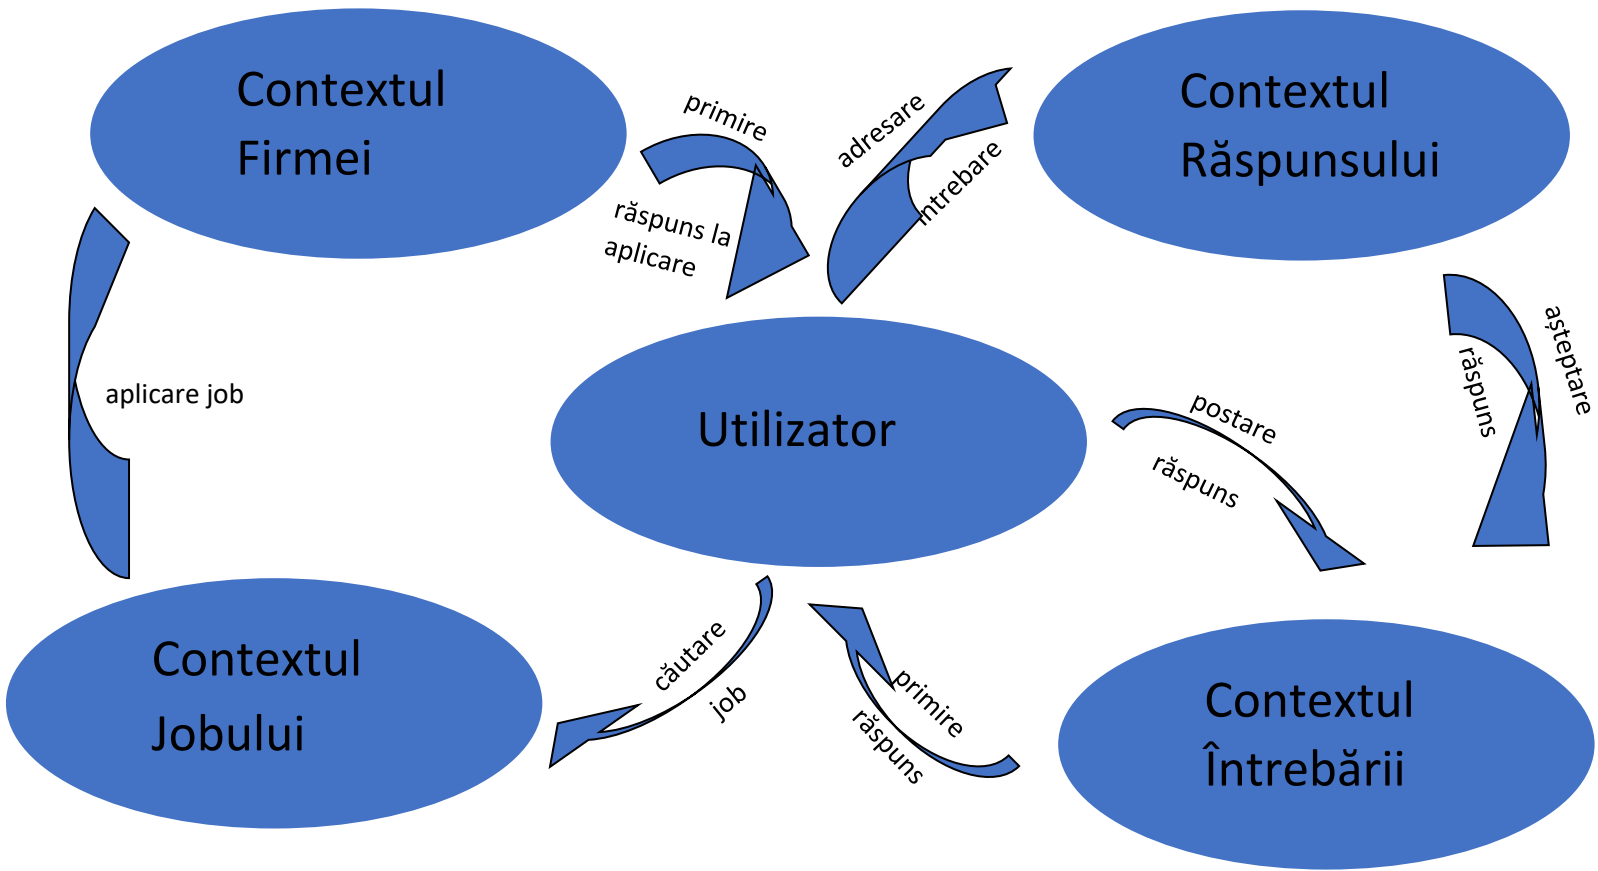 Contextul
Firmei
primire
răspuns la
aplicare
adresare
întrebare
Contextul
Răspunsului
aplicare job
Utilizator
postare
răspuns
așteptare
răspuns
căutare
job
Contextul
Jobului
primire
răspuns
Contextul
Întrebării